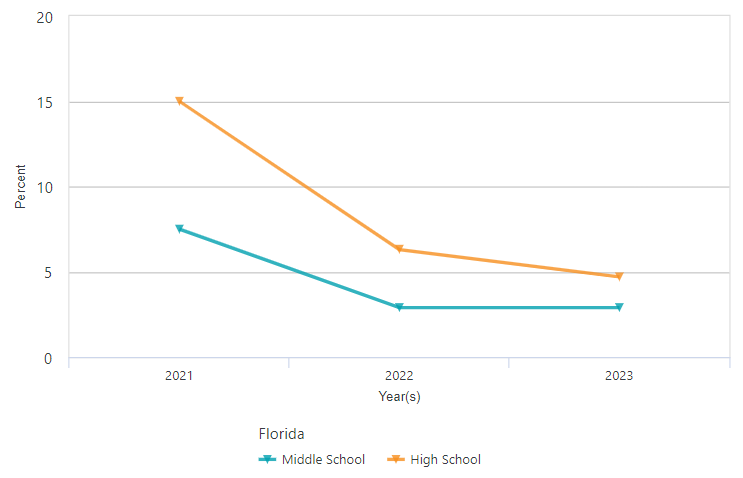 20
15
10
5
0
Percent
2021 2022 2023
Year(s)
Florida
Middle School High School